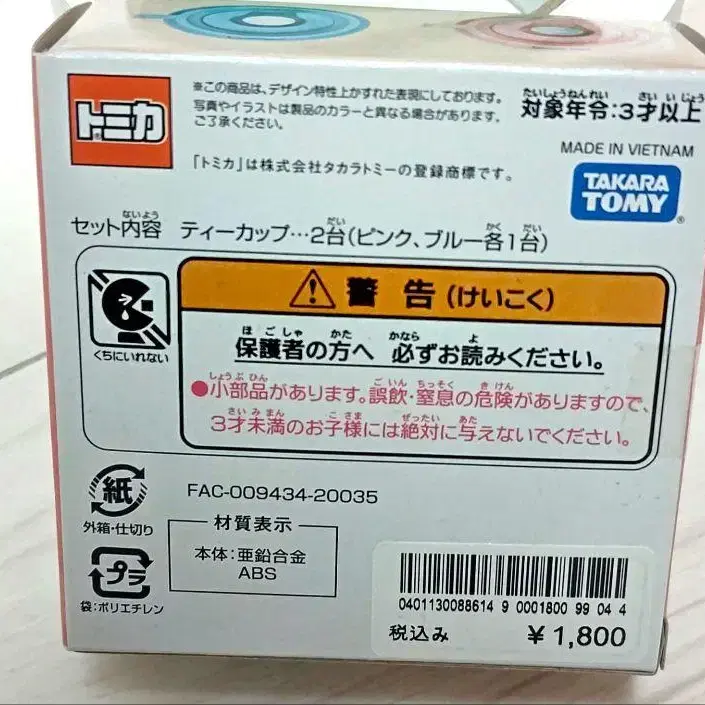 トミカ
※この商品は、デザイン特性上かすれた表現にしております。
写真やイラストは製品のカラーと異なる場合があります。
ご了承ください。
「トミカ」は株式会社タカラトミーの登録商標です。
たいしょうねんれい さい いじょう
対象年令:3才以上
MADE IN VIETNAM
TAKARA
TOMY
ないよう だい かく だい
セット内容 ティーカップ…2台(ピンク、ブルー各1台)
くちにいれない
警告(けいこく)
ほごしゃ かた かなら よ
保護者の方へ 必ずお読みください。
しょうぶひん ごいん ちっそく きけん
●小部品があります。誤飲・窒息の危険がありますので、
さいみまん こさま ぜったい あた
3才未満のお子様には絶対に与えないでください。
紙
外箱・仕切り
FAC-009434-20035
材質表示
本体:亜鉛合金
ABS
プラ
袋:ポリエチレン
0401130088614 9 0001800 99 04 4
税込み ¥1,800